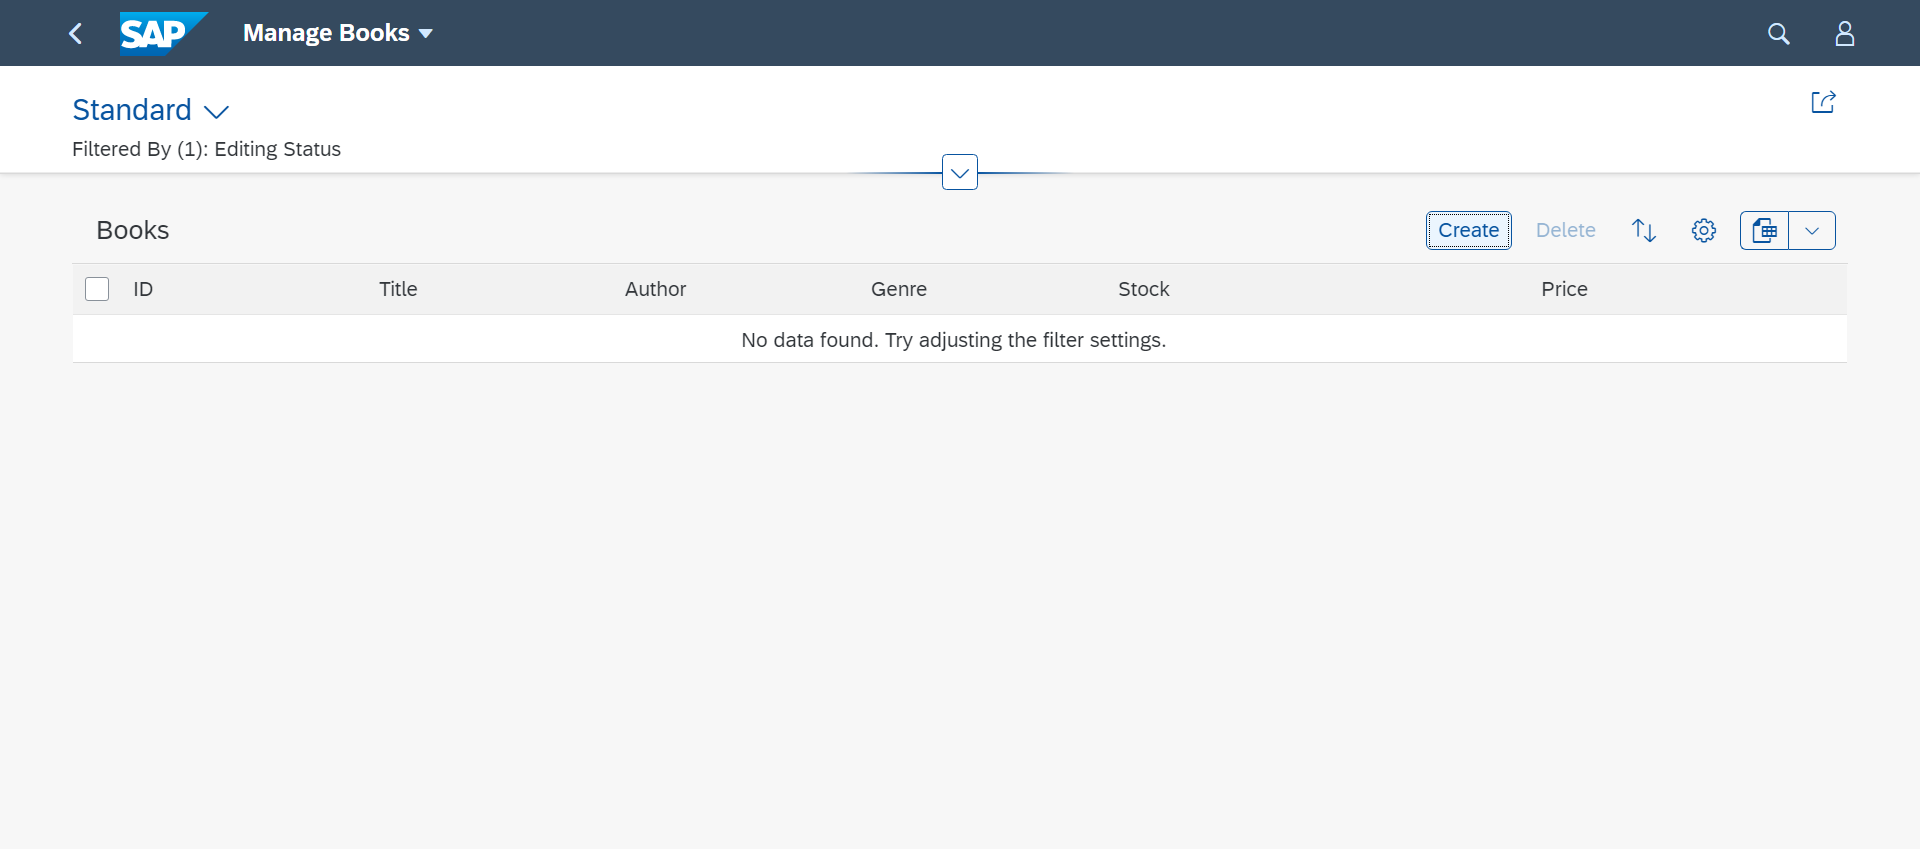 SAP
Manage Books
Standard
Filtered By (1): Editing Status
Books
Create
Delete
ID
Title
Author
Genre
Stock
Price
No data found. Try adjusting the filter settings.